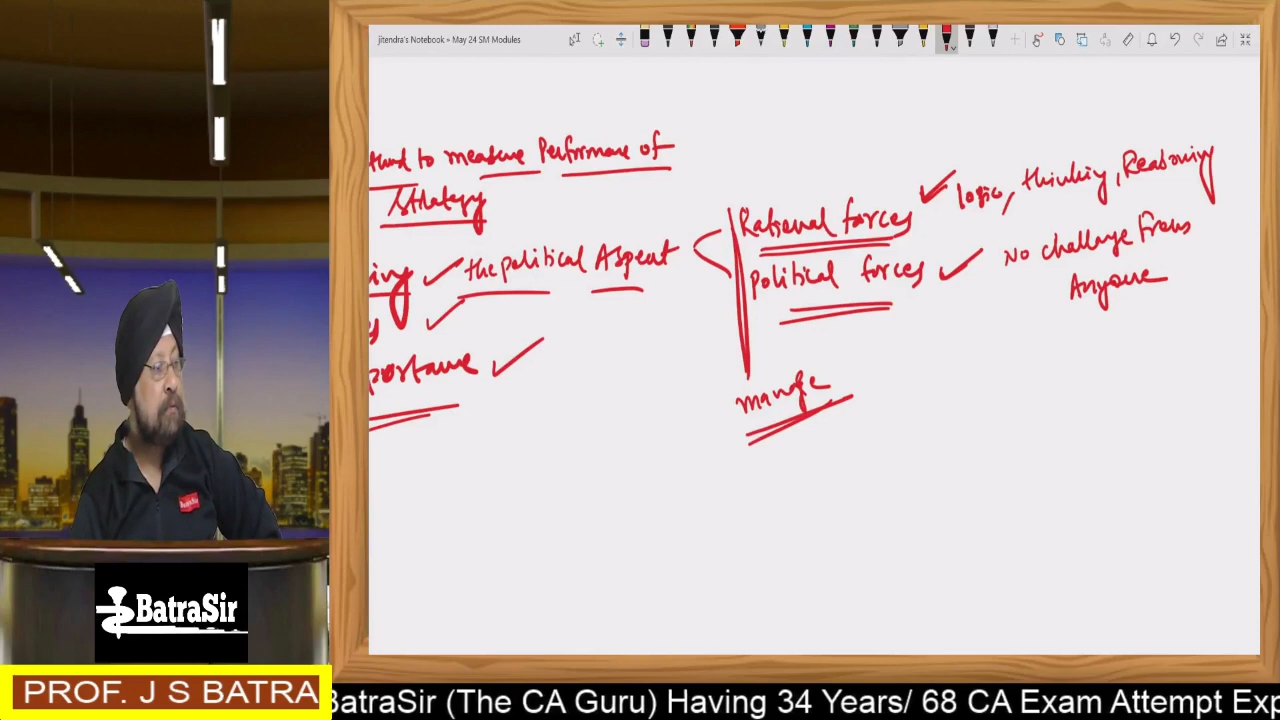 jitendra's Notebook » May 24 SM Modules
to measure Performance of
Strategy
the political Aspect
Rational forces
logic, thinking, Reasoning
political forces
No challenge From
Anyone
manage
BatraSir
BatraSir
PROF. J S BATRA
BatraSir (The CA Guru) Having 34 Years/ 68 CA Exam Attempt Exp